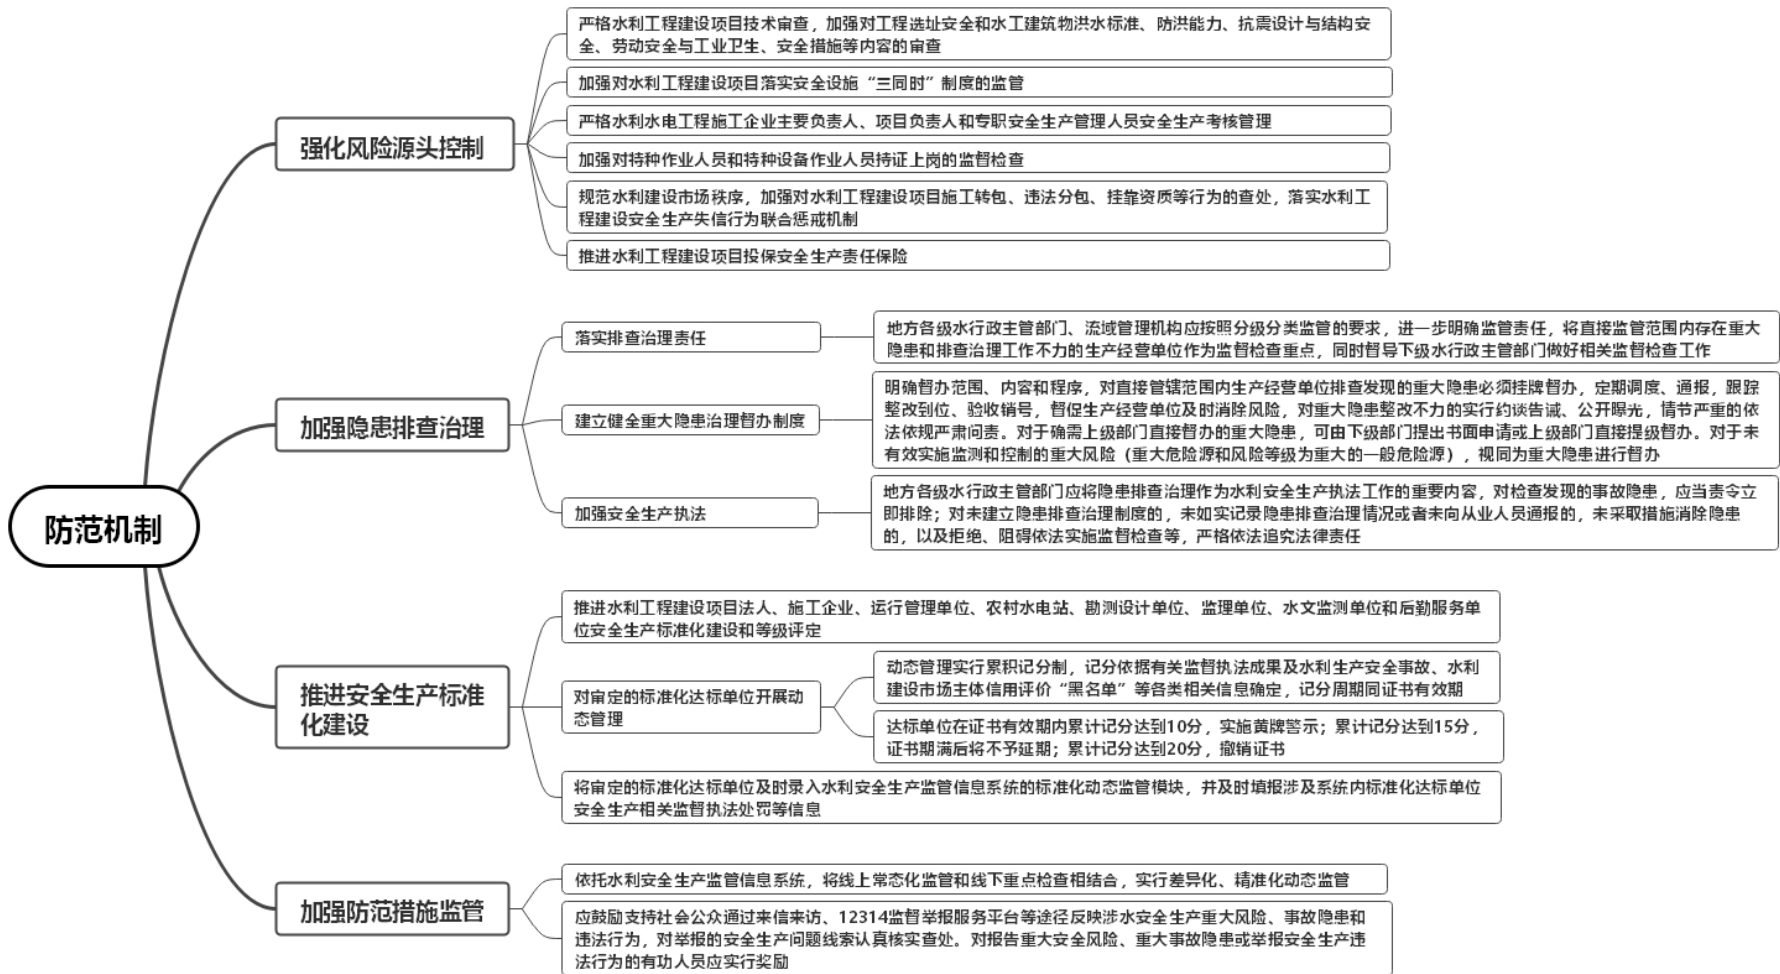 防范机制
强化风险源头控制
严格水利工程建设项目技术审查，加强对工程选址安全和水工建筑物洪水标准、防洪能力、抗震设计与结构安
全、劳动安全与工业卫生、安全措施等内容的审查
加强对水利工程建设项目落实安全设施“三同时”制度的监管
严格水利水电工程施工企业主要负责人、项目负责人和专职安全生产管理人员安全生产考核管理
加强对特种作业人员和特种设备作业人员持证上岗的监督检查
规范水利建设市场秩序，加强对水利工程建设项目施工转包、违法分包、挂靠资质等行为的查处，落实水利工
程建设安全生产失信行为联合惩戒机制
推进水利工程建设项目投保安全生产责任保险
加强隐患排查治理
落实排查治理责任
地方各级水行政主管部门、流域管理机构应按照分级分类监管的要求，进一步明确监管责任，将直接监管范围内存在重大
隐患和排查治理工作不力的生产经营单位作为监督检查重点，同时督导下级水行政主管部门做好相关监督检查工作
建立健全重大隐患治理督办制度
明确督办范围、内容和程序，对直接管辖范围内生产经营单位排查发现的重大隐患必须挂牌督办，定期调度、通报，跟踪
整改到位、验收销号，督促生产经营单位及时消除风险，对重大隐患整改不力的实行约谈告诫、公开曝光，情节严重的依
法依规严肃问责。对于确需上级部门直接督办的重大隐患，可由下级部门提出书面申请或上级部门直接提级督办。对于未
有效实施监测和控制的重大风险（重大危险源和风险等级为重大的一般危险源），视同为重大隐患进行督办
加强安全生产执法
地方各级水行政主管部门应将隐患排查治理作为水利安全生产执法工作的重要内容，对检查发现的事故隐患，应当责令立
即排除；对未建立隐患排查治理制度的，未如实记录隐患排查治理情况或者未向从业人员通报的，未采取措施消除隐患
的，以及拒绝、阻碍依法实施监督检查等，严格依法追究法律责任
推进安全生产标准
化建设
推进水利工程建设项目法人、施工企业、运行管理单位、农村水电站、勘测设计单位、监理单位、水文监测单位和后勤服务单
位安全生产标准化建设和等级评定
对审定的标准化达标单位开展动
态管理
动态管理实行累积记分制，记分依据有关监督执法成果及水利生产安全事故、水利
建设市场主体信用评价“黑名单”等各类相关信息确定，记分周期同证书有效期
达标单位在证书有效期内累计记分达到10分，实施黄牌警示；累计记分达到15分，
证书期满后将不予延期；累计记分达到20分，撤销证书
将审定的标准化达标单位及时录入水利安全生产监管信息系统的标准化动态监管模块，并及时填报涉及系统内标准化达标单位
安全生产相关监督执法处罚等信息
加强防范措施监管
依托水利安全生产监管信息系统，将线上常态化监管和线下重点检查相结合，实行差异化、精准化动态监管
应鼓励支持社会公众通过来信来访、12314监督举报服务平台等途径反映涉水安全生产重大风险、事故隐患和
违法行为，对举报的安全生产问题线索认真核实查处。对报告重大安全风险、重大事故隐患或举报安全生产违
法行为的有功人员应实行奖励